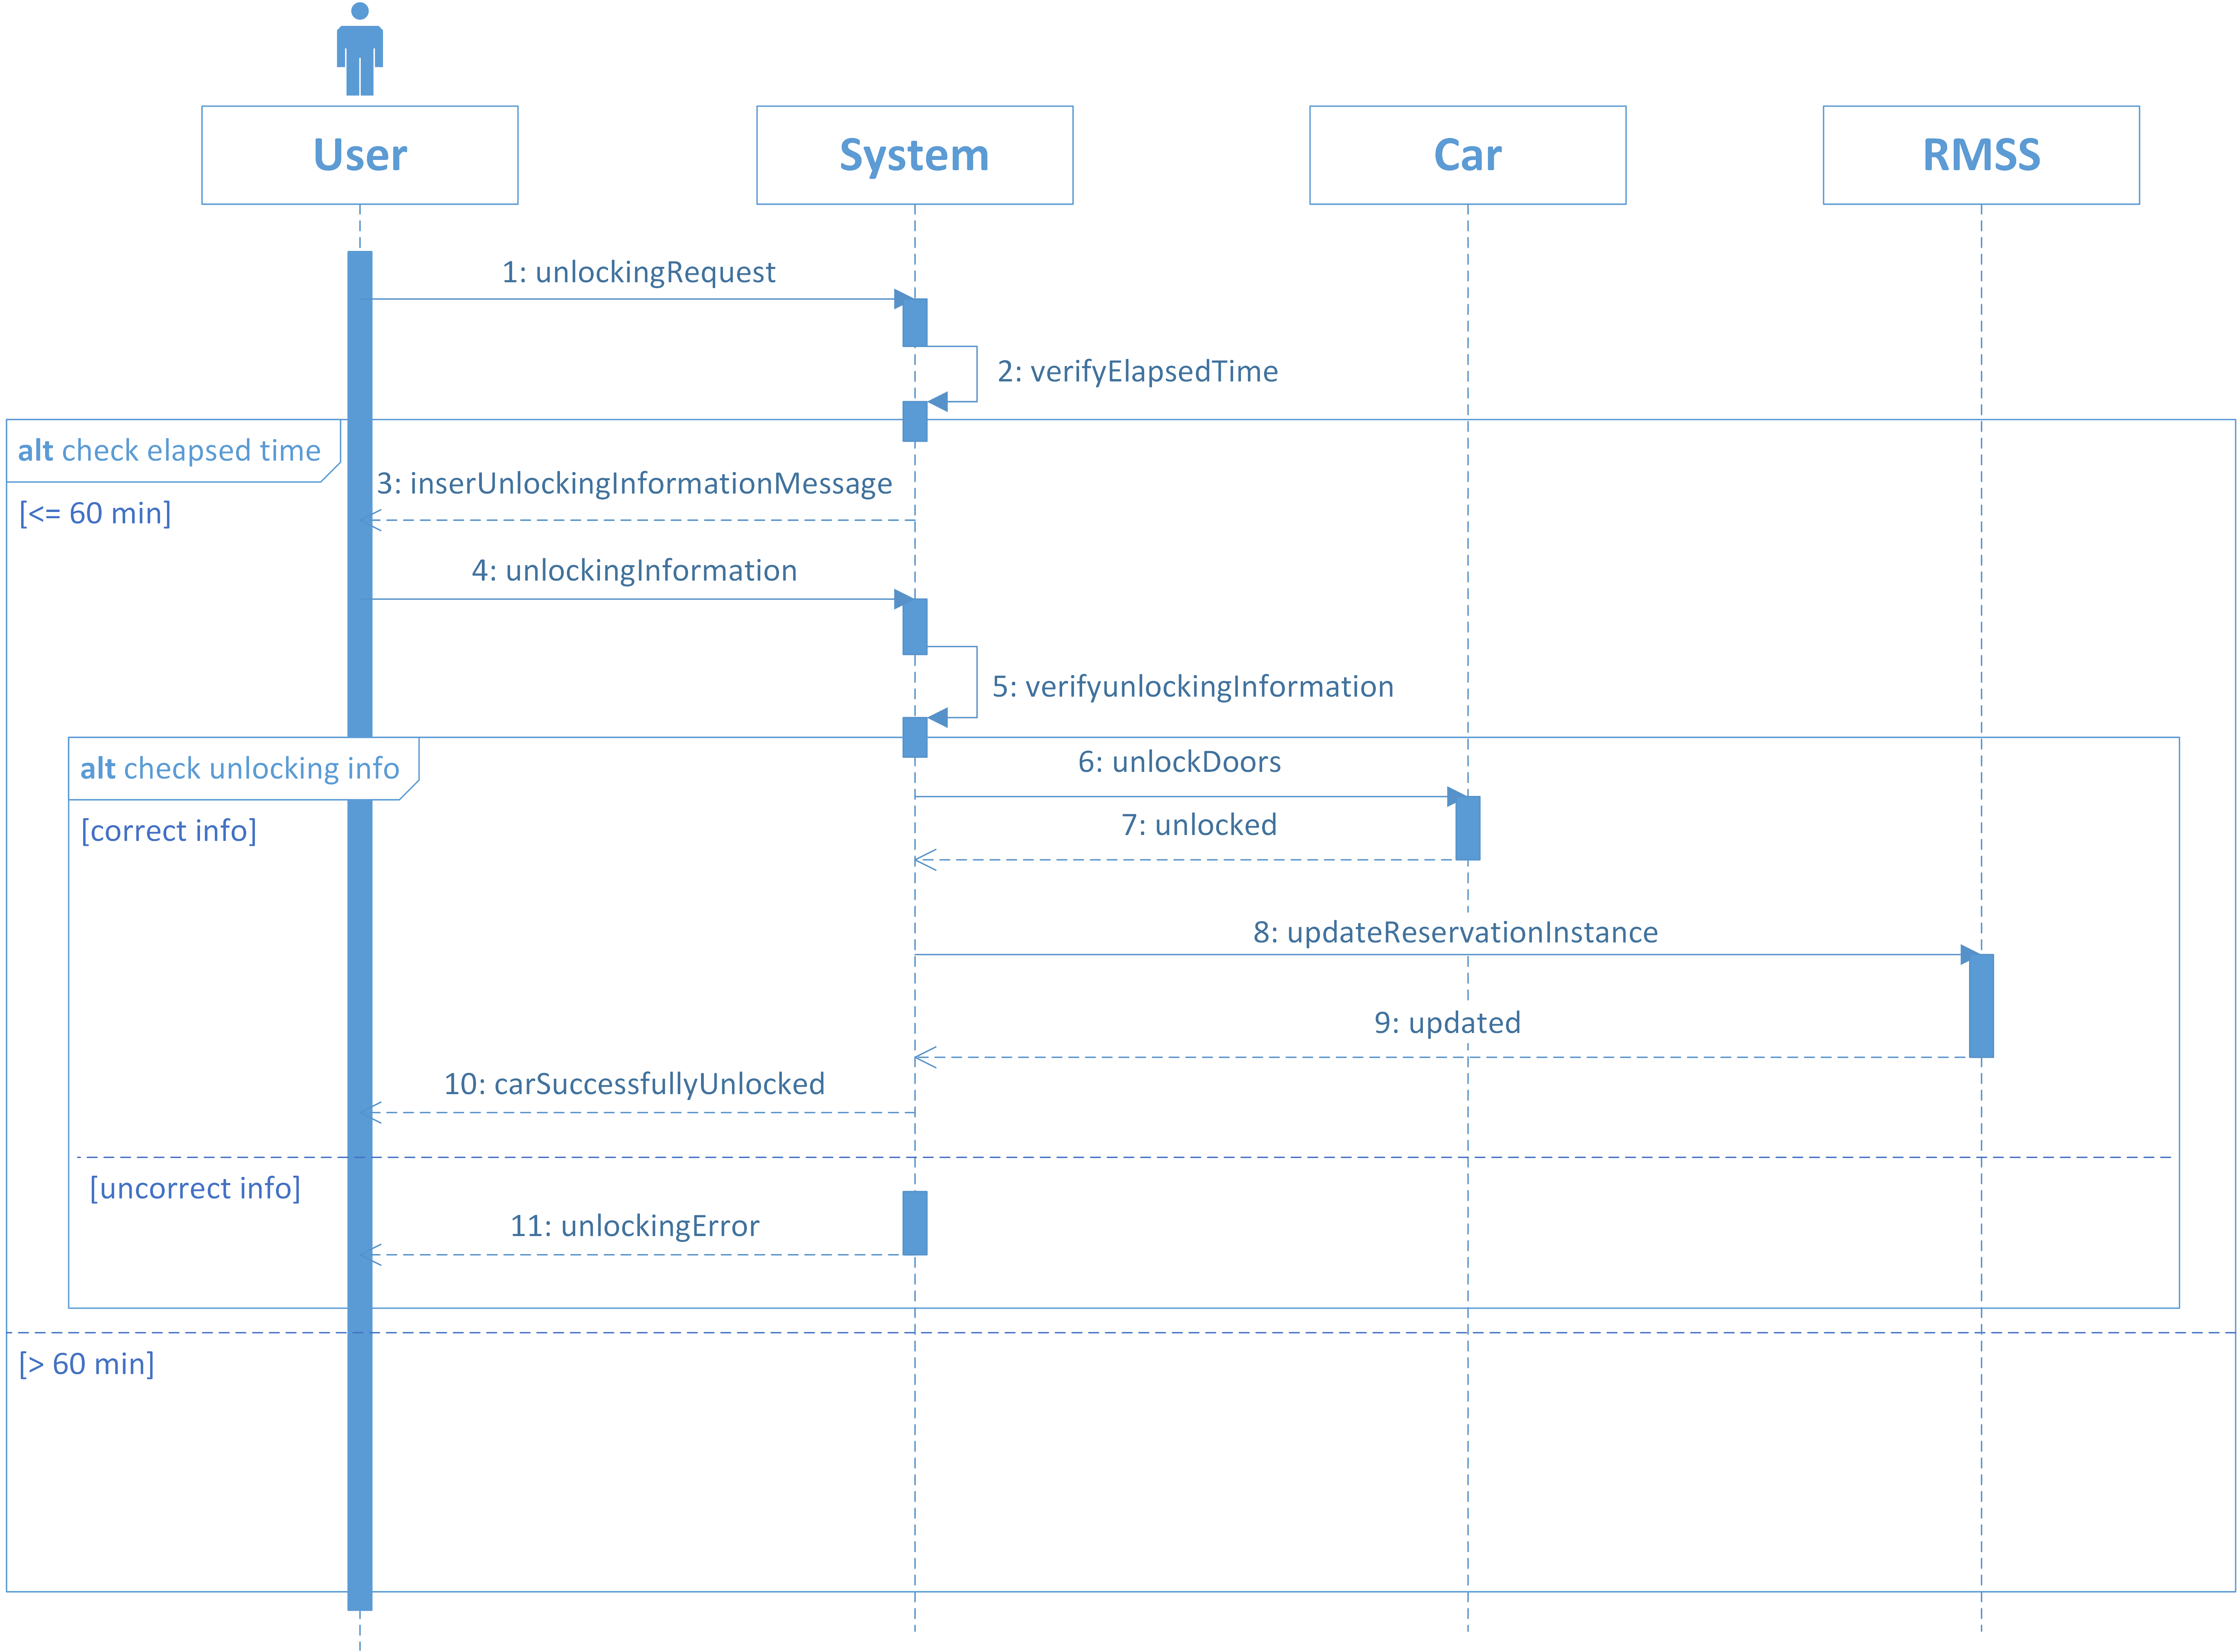 User
System
Car
RMSS
1: unlockingRequest
2: verifyElapsedTime
alt check elapsed time
3: inserUnlockingInformationMessage
[<= 60 min]
4: unlockingInformation
5: verifyunlockingInformation
6: unlockDoors
alt check unlocking info
7: unlocked
[correct info]
8: updateReservationInstance
9: updated
10: carSuccessfullyUnlocked
[uncorrect info]
11: unlockingError
[> 60 min]